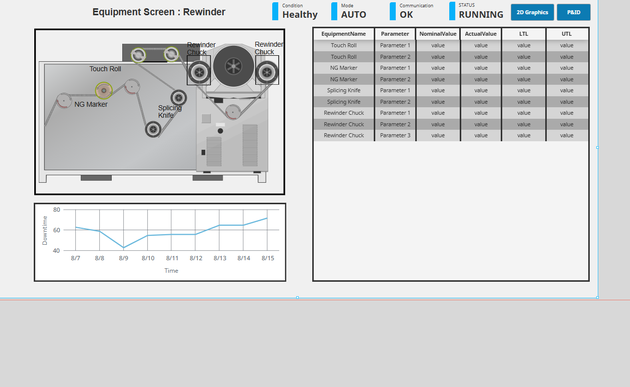 Equipment Screen : Rewinder
Condition
Healthy
Mode
AUTO
Communication
OK
STATUS
RUNNING
2D Graphics
P&ID
Rewinder
Chuck
Rewinder
Chuck
Touch Roll
NG Marker
Splicing
Knife
EquipmentName Parameter NominalValue ActualValue LTL UTL
Touch Roll Parameter 1 value value value value
Touch Roll Parameter 2 value value value value
NG Marker Parameter 1 value value value value
NG Marker Parameter 2 value value value value
Splicing Knife Parameter 1 value value value value
Splicing Knife Parameter 2 value value value value
Rewinder Chuck Parameter 1 value value value value
Rewinder Chuck Parameter 2 value value value value
Rewinder Chuck Parameter 3 value value value value
Downtime
80
60
40
8/7 8/8 8/9 8/10 8/11 8/12 8/13 8/14 8/15
Time